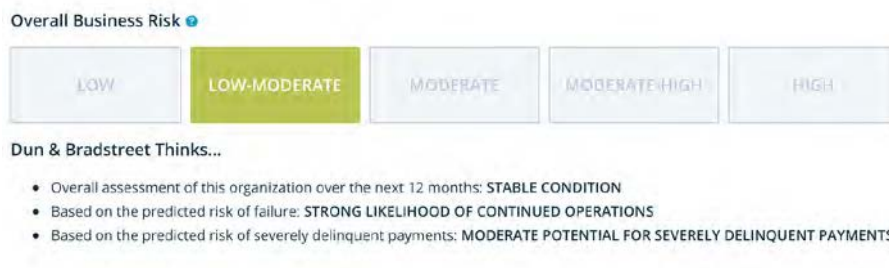 Overall Business Risk ?
LOW LOW-MODERATE MODERATE MODERATE-HIGH HIGH
Dun & Bradstreet Thinks...
• Overall assessment of this organization over the next 12 months: STABLE CONDITION
• Based on the predicted risk of failure: STRONG LIKELIHOOD OF CONTINUED OPERATIONS
• Based on the predicted risk of severely delinquent payments: MODERATE POTENTIAL FOR SEVERELY DELINQUENT PAYMENTS